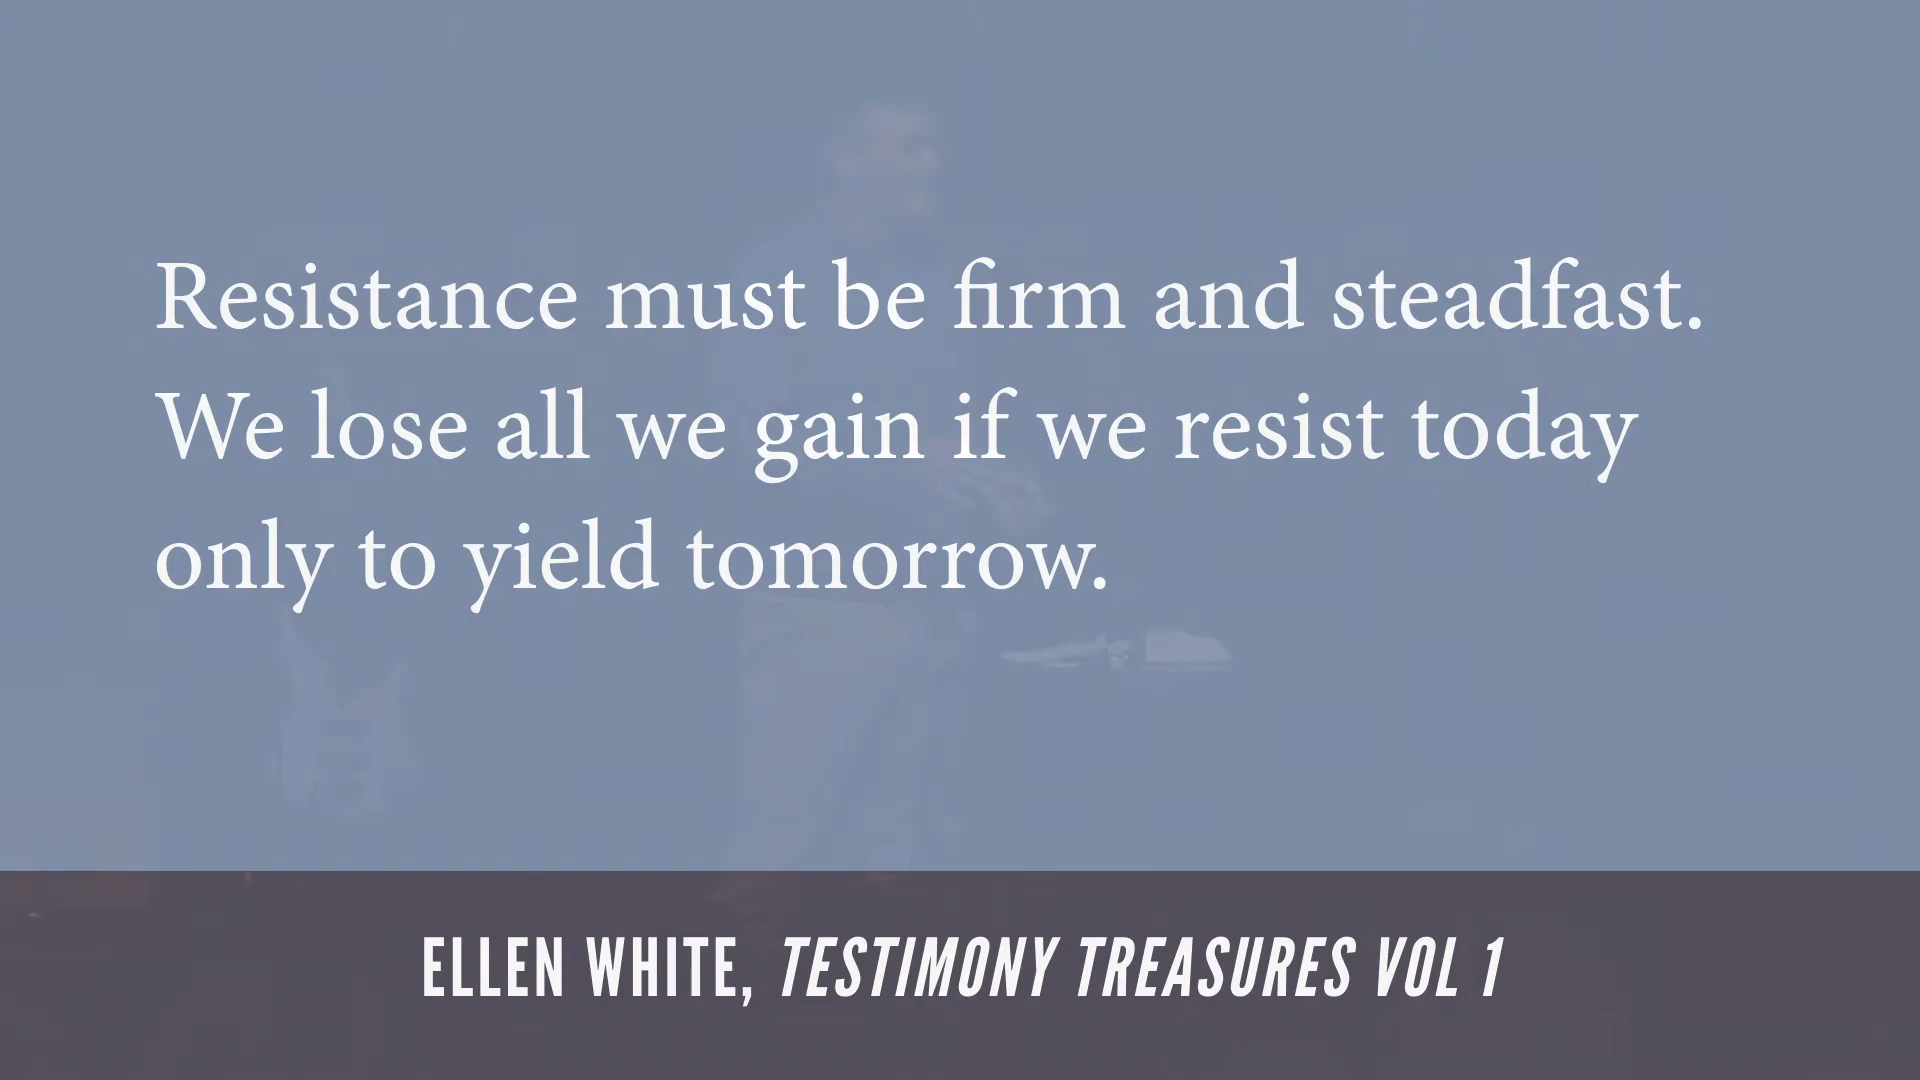 Resistance must be firm and steadfast.
We lose all we gain if we resist today
only to yield tomorrow.
ELLEN WHITE, TESTIMONY TREASURES VOL 1